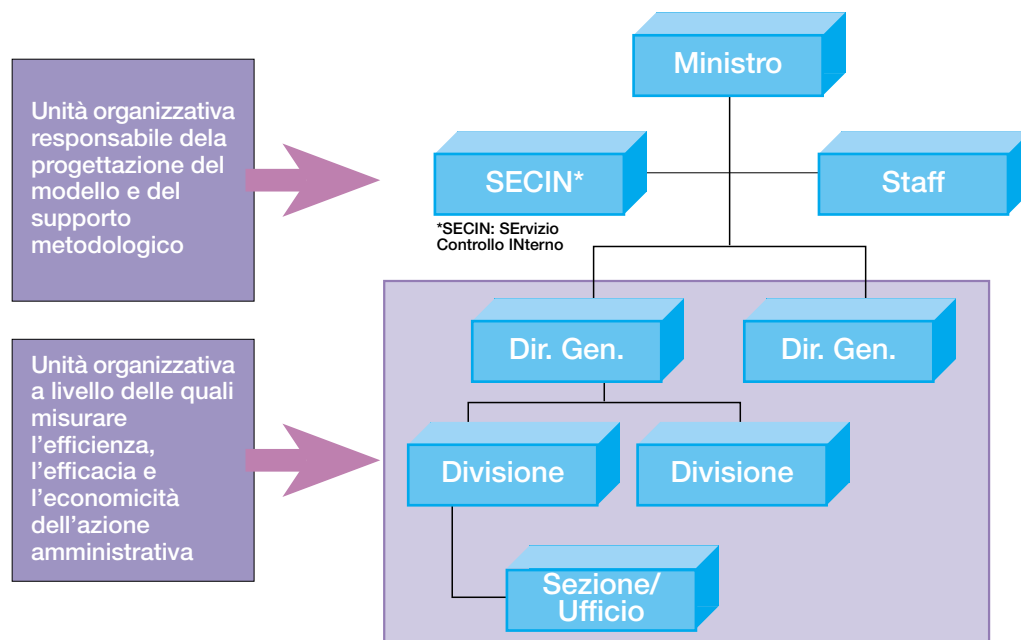 Ministro
Unità organizzativa
responsabile dela
progettazione del
modello e del
supporto
metodologico
SECIN*
Staff
*SECIN: SErvizio
Controllo INterno
Dir. Gen.
Dir. Gen.
Unità organizzativa
a livello delle quali
misurare
l’efficienza,
l’efficacia e
l’economicità
dell’azione
amministrativa
Divisione
Divisione
Sezione/
Ufficio